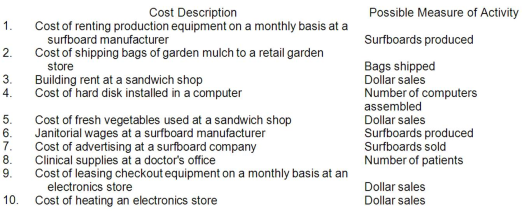 Cost Description Possible Measure of Activity
1. Cost of renting production equipment on a monthly basis at a
surfboard manufacturer Surfboards produced
2. Cost of shipping bags of garden mulch to a retail garden
store Bags shipped
3. Building rent at a sandwich shop Dollar sales
4. Cost of hard disk installed in a computer Number of computers
assembled
5. Cost of fresh vegetables used at a sandwich shop Dollar sales
6. Janitorial wages at a surfboard manufacturer Surfboards produced
7. Cost of advertising at a surfboard company Surfboards sold
8. Clinical supplies at a doctor's office Number of patients
9. Cost of leasing checkout equipment on a monthly basis at an
electronics store Dollar sales
10. Cost of heating an electronics store Dollar sales